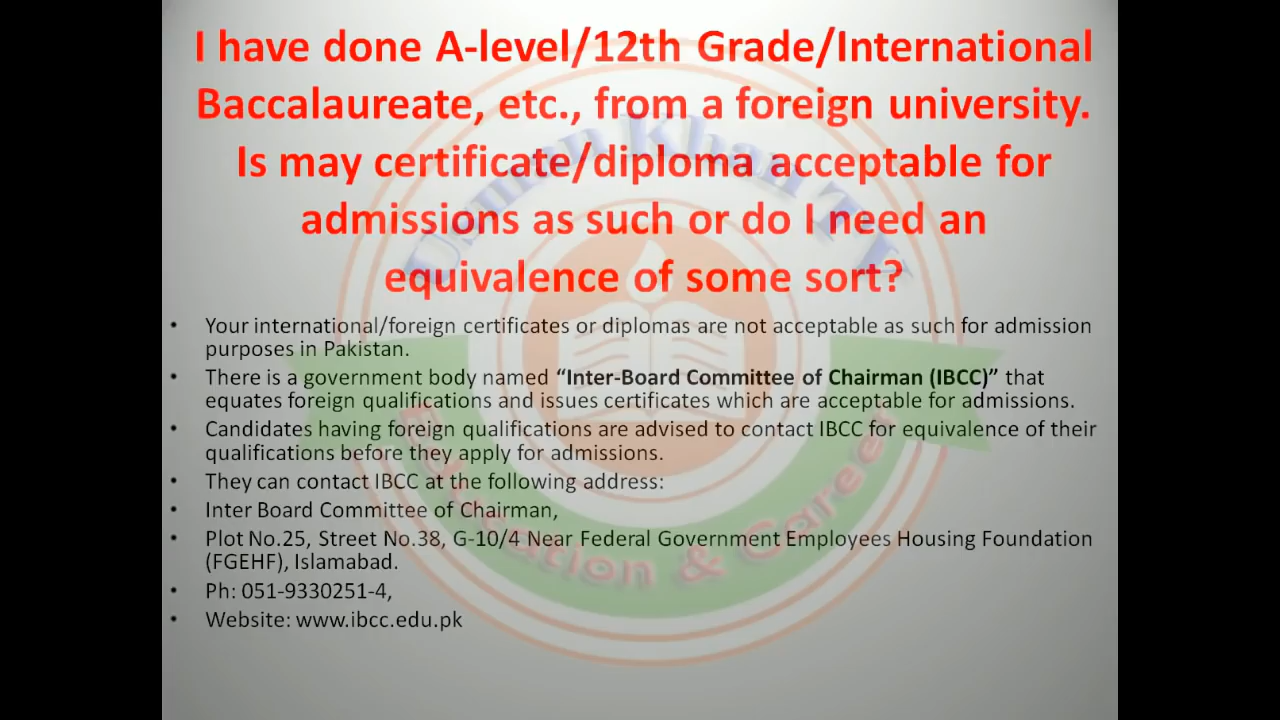 I have done A-level/12th Grade/International
Baccalaureate, etc., from a foreign university.
Is may certificate/diploma acceptable for
admissions as such or do I need an
equivalence of some sort?
Usman Khan TV
• Your international/foreign certificates or diplomas are not acceptable as such for admission
purposes in Pakistan.
• There is a government body named “Inter-Board Committee of Chairman (IBCC)” that
equates foreign qualifications and issues certificates which are acceptable for admissions.
• Candidates having foreign qualifications are advised to contact IBCC for equivalence of their
qualifications before they apply for admissions.
• They can contact IBCC at the following address:
• Inter Board Committee of Chairman,
• Plot No.25, Street No.38, G-10/4 Near Federal Government Employees Housing Foundation
(FGEHF), Islamabad.
• Ph: 051-9330251-4,
• Website: www.ibcc.edu.pk
Education & Career